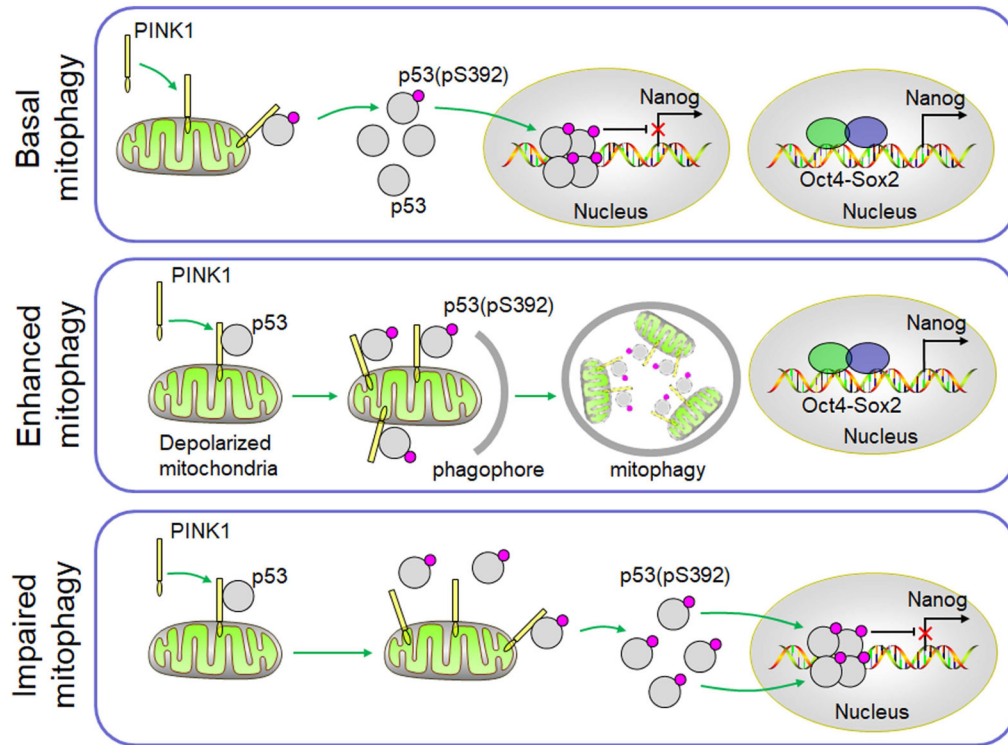 Basal
mitophagy
PINK1
p53(pS392)
p53
Nanog
Nucleus
Nanog
Oct4-Sox2
Nucleus
Enhanced
mitophagy
PINK1
p53
Depolarized
mitochondria
p53(pS392)
phagophore
mitophagy
Nanog
Oct4-Sox2
Nucleus
Impaired
mitophagy
PINK1
p53
p53(pS392)
Nanog
Nucleus